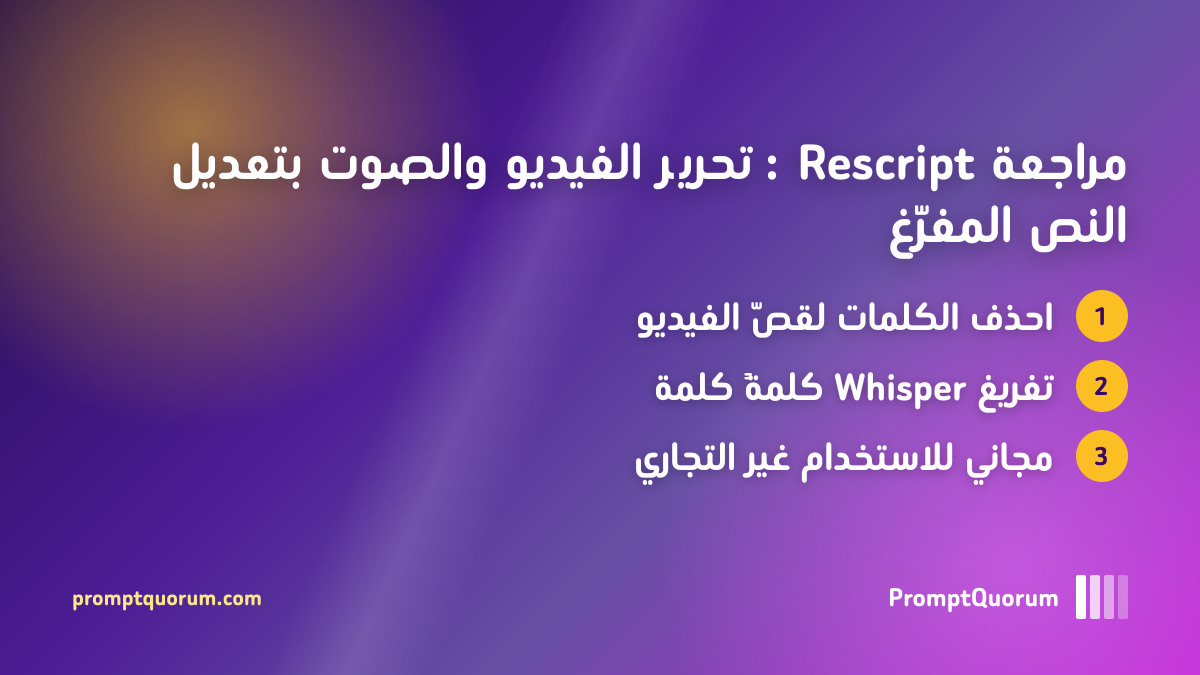 مراجعة Rescript : تحرير الفيديو والصوت بتعديل
النص المفرّغ
1 احذف الكلمات لقصّ الفيديو
2 تفريغ Whisper كلمةً كلمة
3 مجاني للاستخدام غير التجاري
PromptQuorum
promptquorum.com